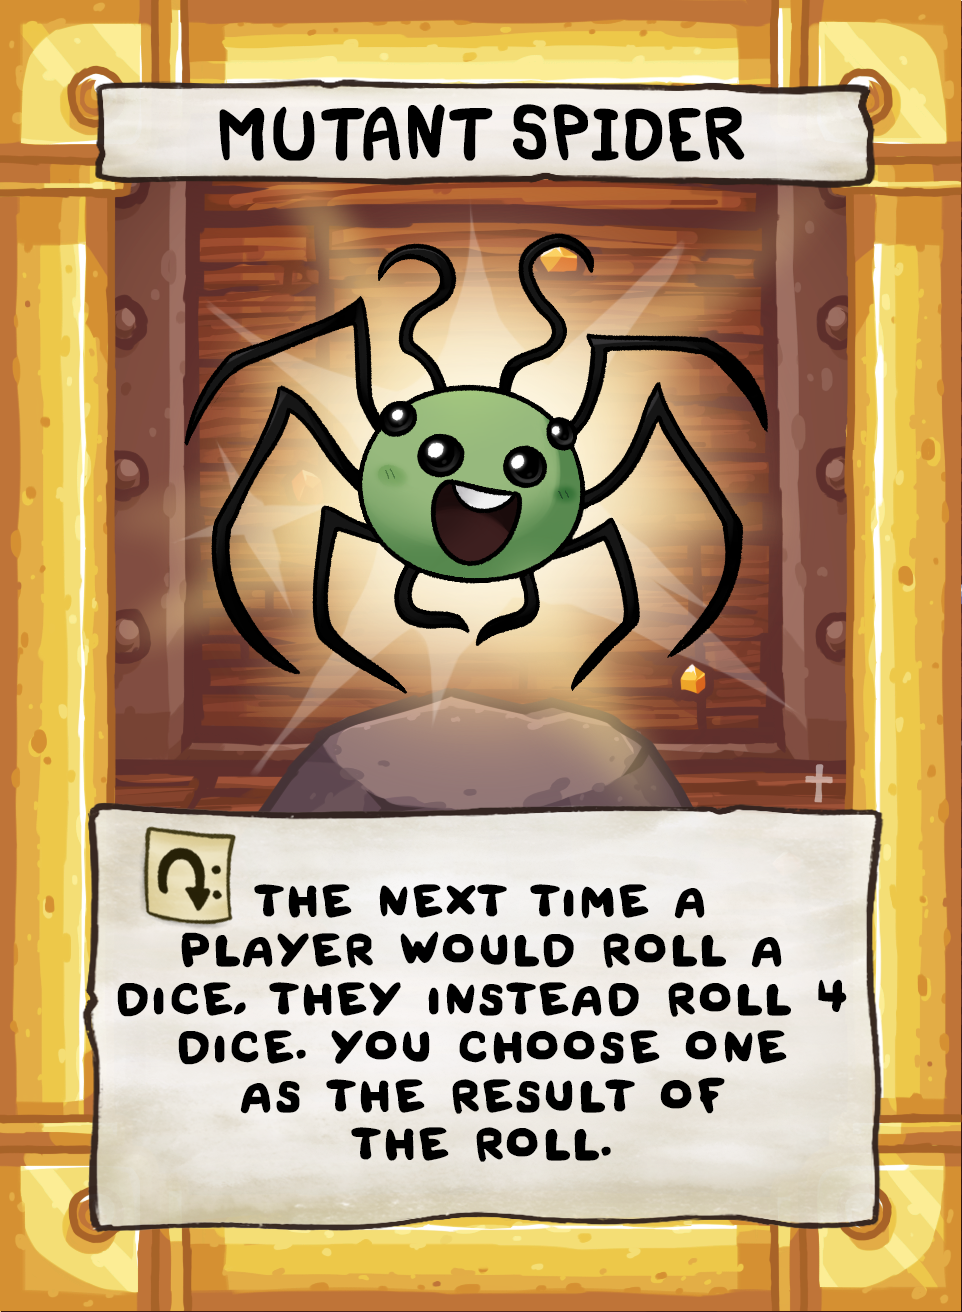 MUTANT SPIDER
THE NEXT TIME A
PLAYER WOULD ROLL A
DICE, THEY INSTEAD ROLL 4
DICE. YOU CHOOSE ONE
AS THE RESULT OF
THE ROLL.